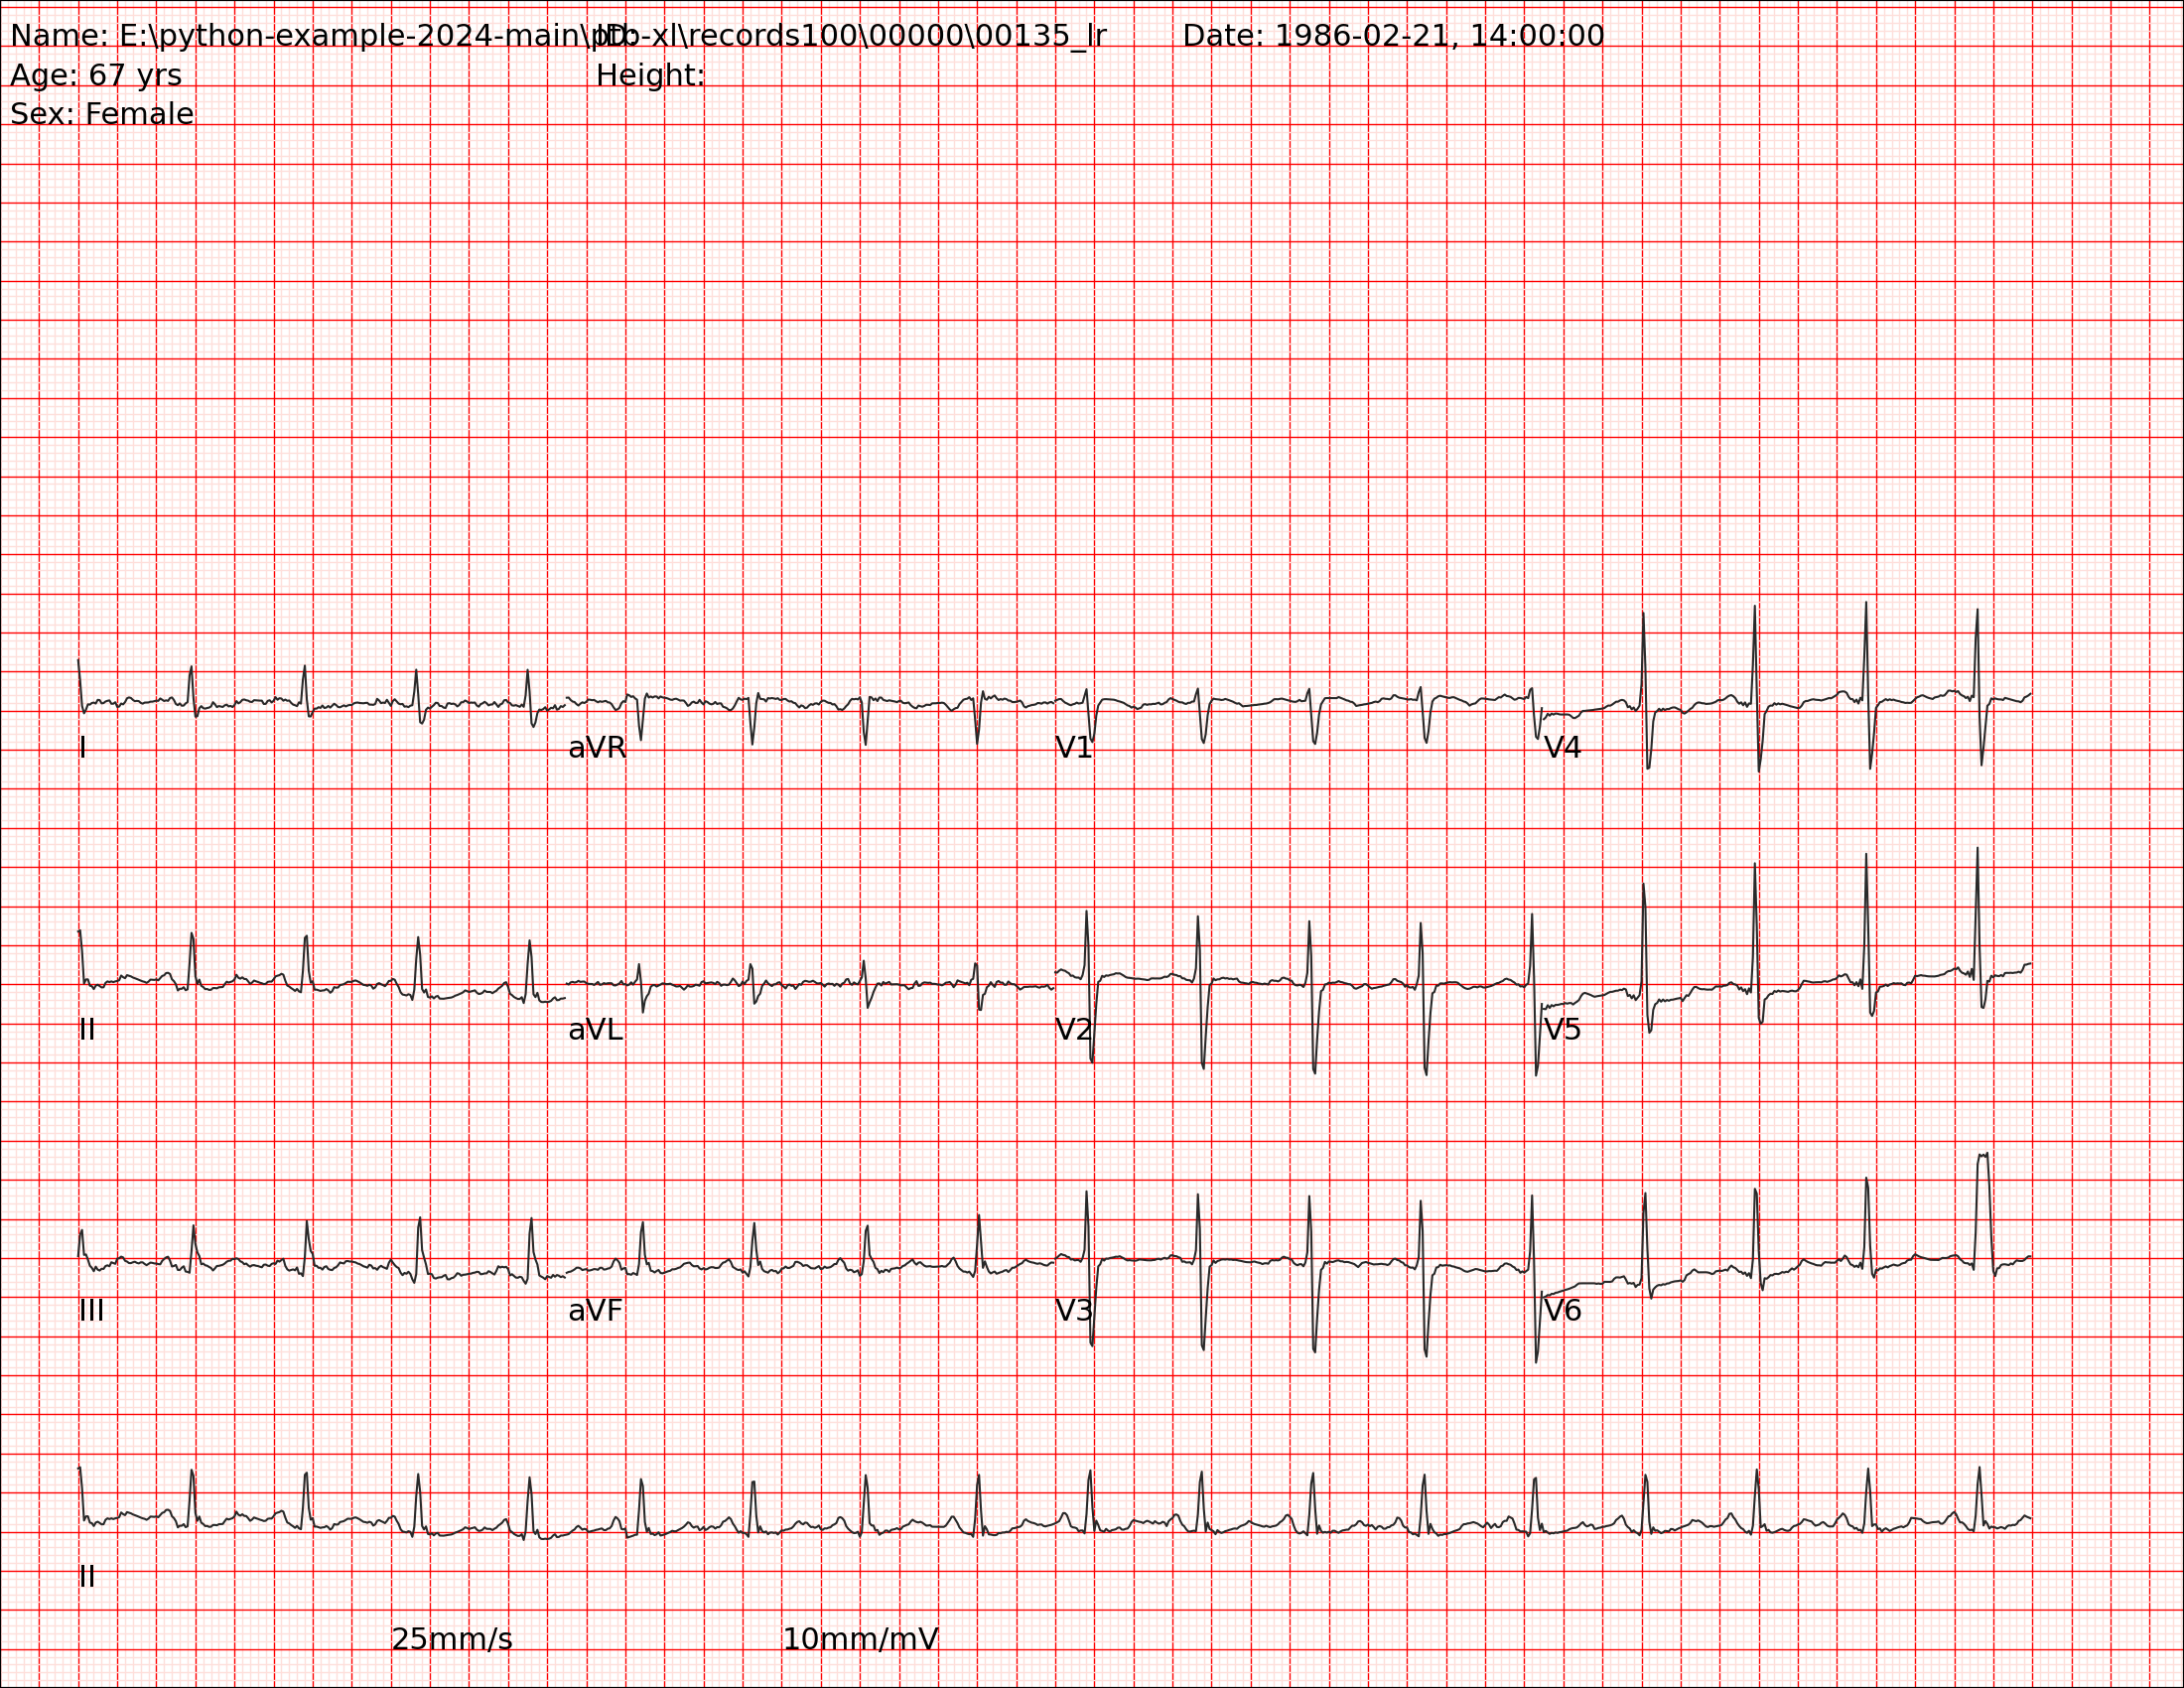 Name: E:\python-example-2024-main\ptb-xl\records100\00000\00135_lr ID: Date: 1986-02-21, 14:00:00
Age: 67 yrs Height:
Sex: Female
I aVR V1 V4
II aVL V2 V5
III aVF V3 V6
II
25mm/s 10mm/mV